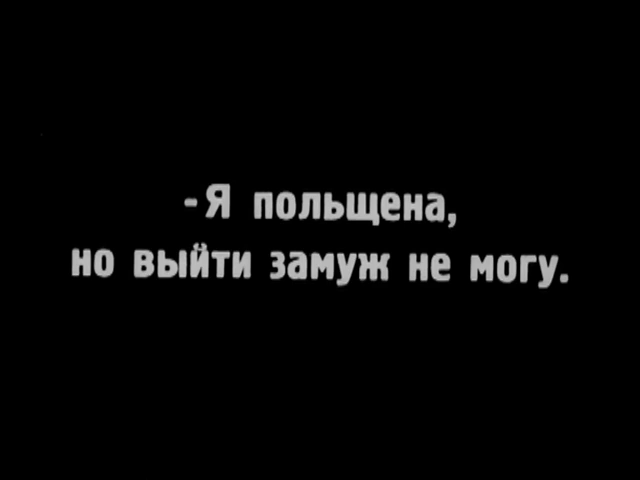 -Я польщена,
но выйти замуж не могу.